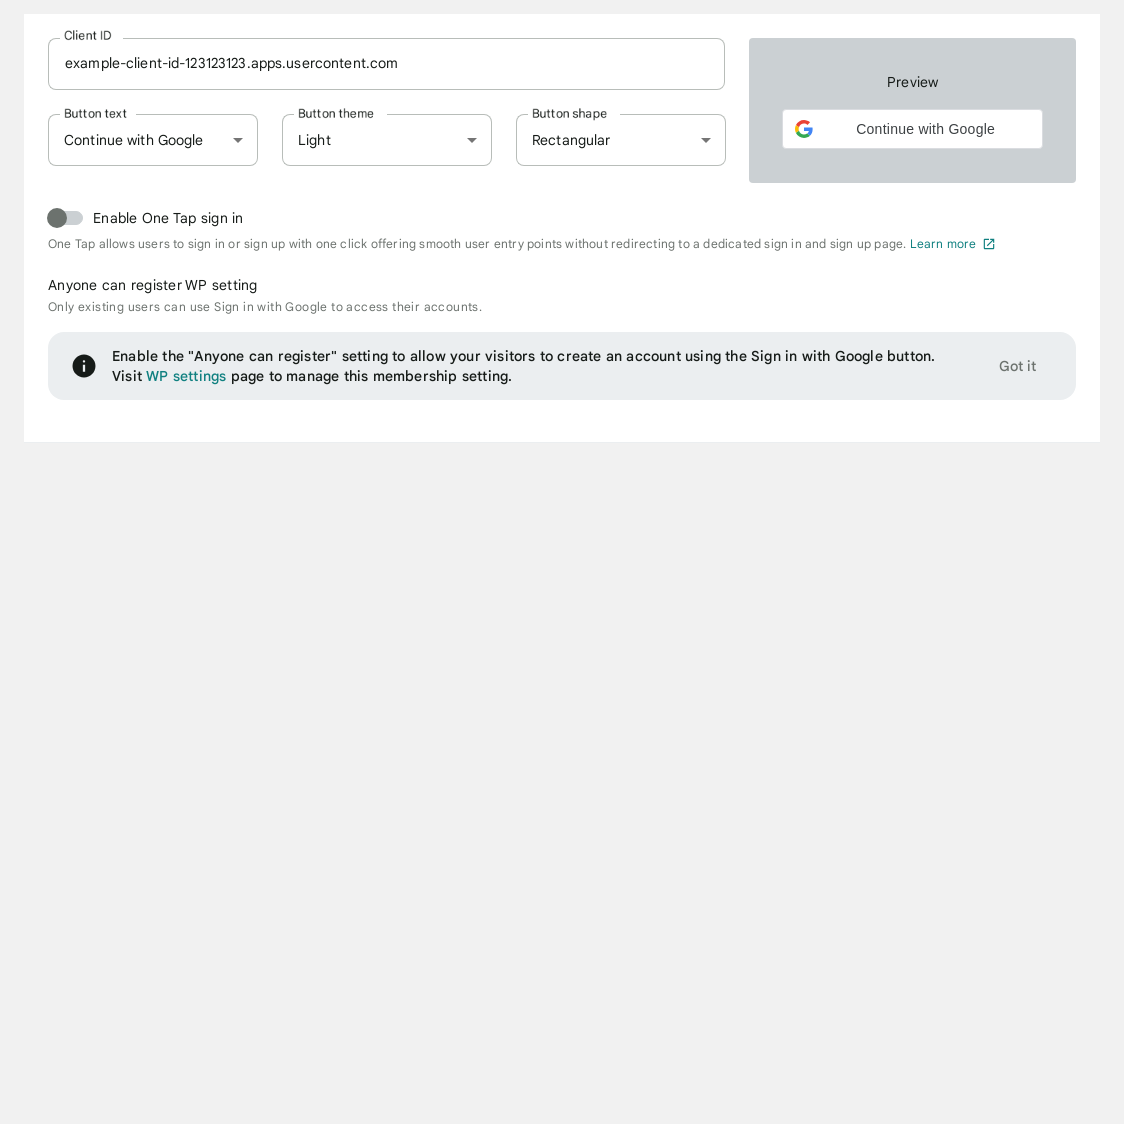 Client ID
example-client-id-123123123.apps.usercontent.com
Button text
Continue with Google
Button theme
Light
Button shape
Rectangular
Preview
Continue with Google
Enable One Tap sign in
One Tap allows users to sign in or sign up with one click offering smooth user entry points without redirecting to a dedicated sign in and sign up page. Learn more
Anyone can register WP setting
Only existing users can use Sign in with Google to access their accounts.
Enable the "Anyone can register" setting to allow your visitors to create an account using the Sign in with Google button.
Visit WP settings page to manage this membership setting.
Got it